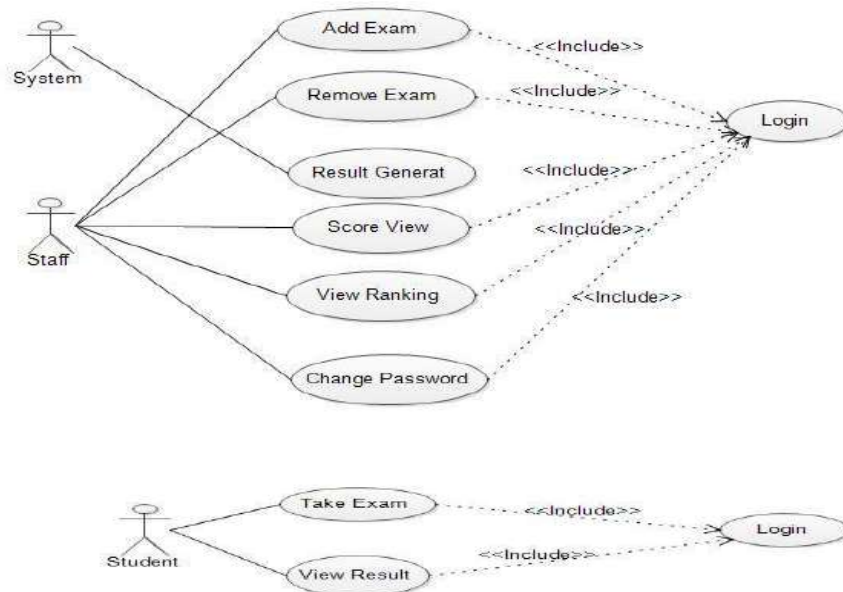 Add Exam
<<Include>>
System
Remove Exam
<<Include>>
Login
Result Generat
<<Include>>
Staff
Score View
<<Include>>
View Ranking
<<Include>>
Change Password
Take Exam
<<Include>>
Login
Student
<<Include>>
View Result